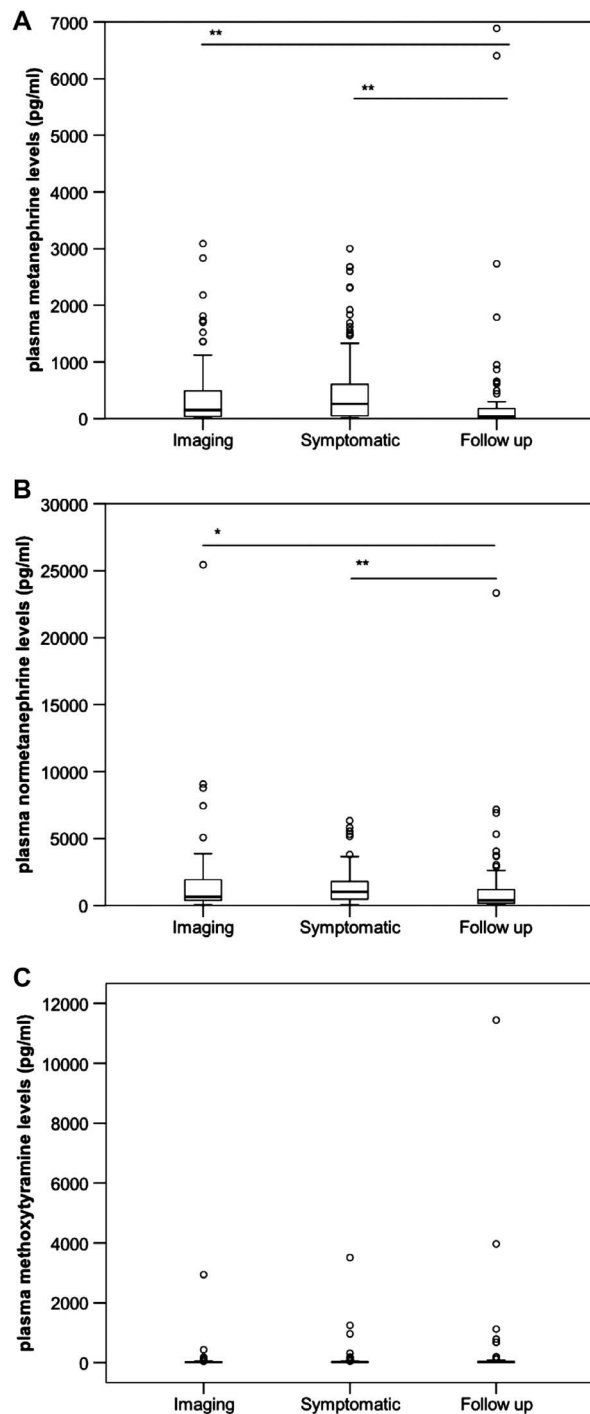 A
plasma metanephrine levels (pg/ml)
7000
6000
5000
4000
3000
2000
1000
0
**
**
Imaging Symptomatic Follow up
B
plasma normetanephrine levels (pg/ml)
30000
25000
20000
15000
10000
5000
0
*
**
Imaging Symptomatic Follow up
C
plasma methoxytyramine levels (pg/ml)
12000
10000
8000
6000
4000
2000
0
Imaging Symptomatic Follow up